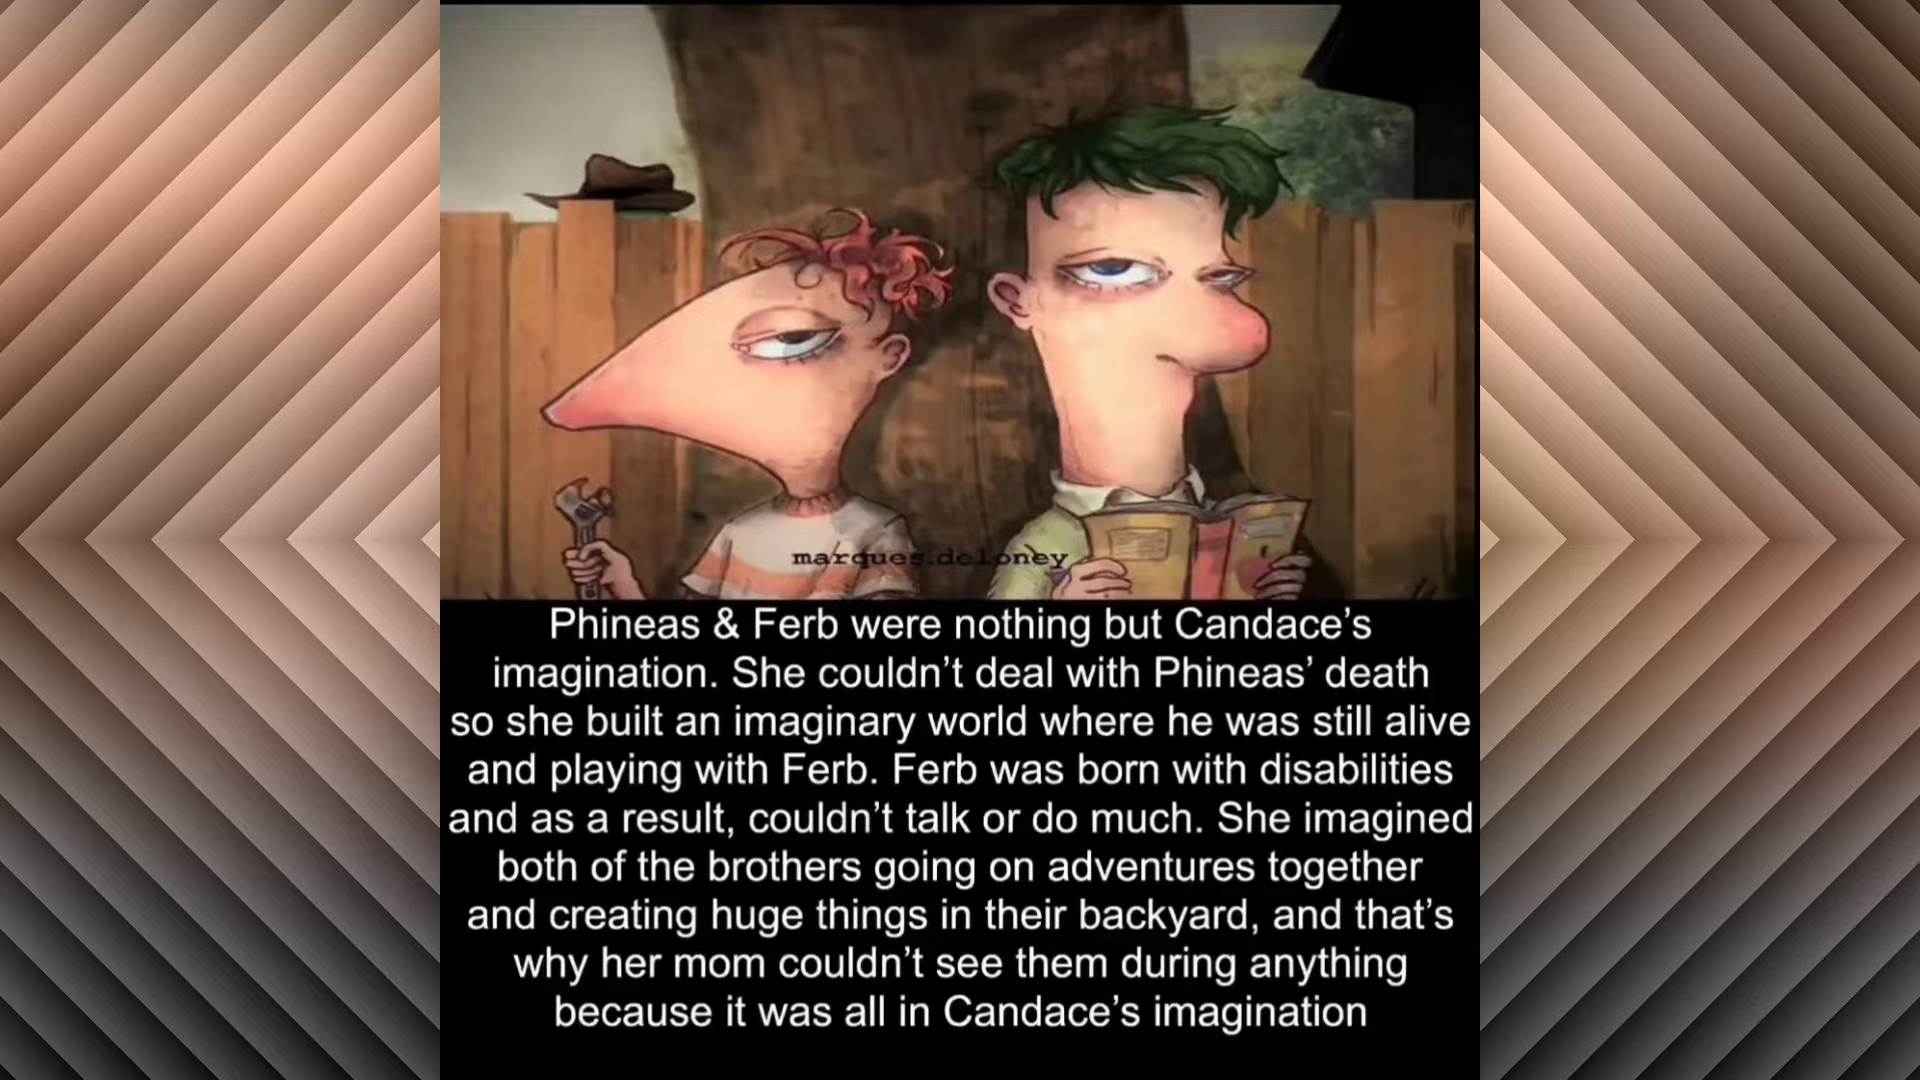 marques.deloney
Phineas & Ferb were nothing but Candace’s
imagination. She couldn’t deal with Phineas’ death
so she built an imaginary world where he was still alive
and playing with Ferb. Ferb was born with disabilities
and as a result, couldn’t talk or do much. She imagined
both of the brothers going on adventures together
and creating huge things in their backyard, and that’s
why her mom couldn’t see them during anything
because it was all in Candace’s imagination